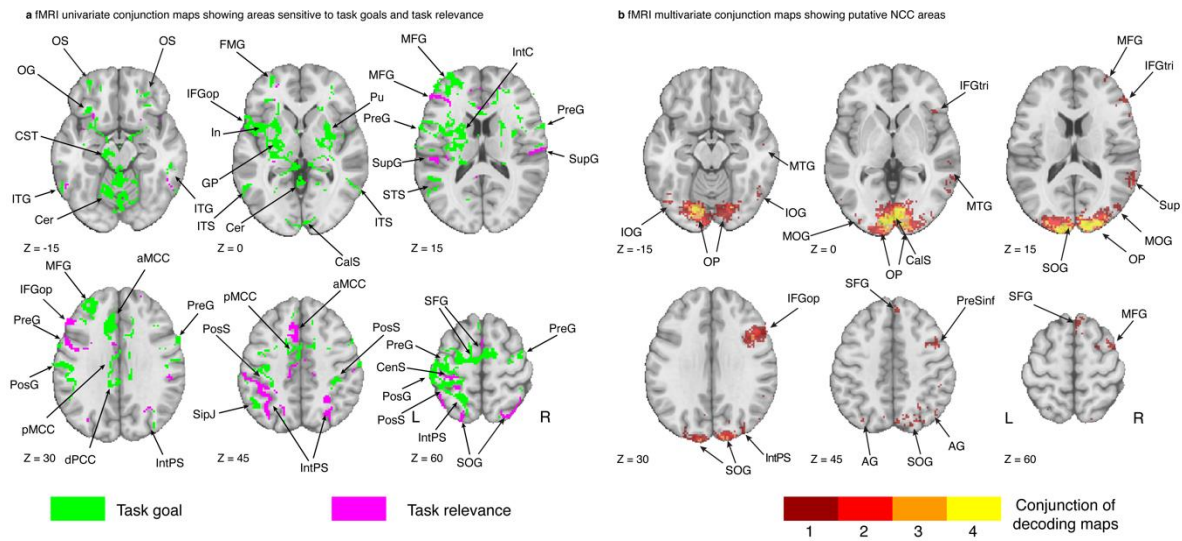 a fMRI univariate conjunction maps showing areas sensitive to task goals and task relevance
OS
OS
OG
CST
ITG
Cer
ITG
Z = -15
FMG
IFGop
In
Pu
GP
ITS
Cer
ITS
CalS
Z = 0
MFG
IntC
MFG
PreG
PreG
SupG
SupG
STS
Z = 15
MFG
aMCC
IFGop
PreG
PreG
PosG
pMCC
dPCC
IntPS
Z = 30
aMCC
pMCC
PosS
PosS
SipJ
IntPS
Z = 45
SFG
PreG
PreG
CenS
PosG
PosS
L
R
IntPS
SOG
Z = 60
Task goal
Task relevance
b fMRI multivariate conjunction maps showing putative NCC areas
MTG
IOG
IOG
OP
Z = -15
IFGtri
MTG
MOG
CalS
OP
Z = 0
MFG
IFGtri
Sup
MOG
OP
SOG
Z = 15
IFGop
SOG
IntPS
Z = 30
SFG
PreSinf
AG
SOG
AG
Z = 45
SFG
MFG
L
R
Z = 60
1
2
3
4
Conjunction of
decoding maps